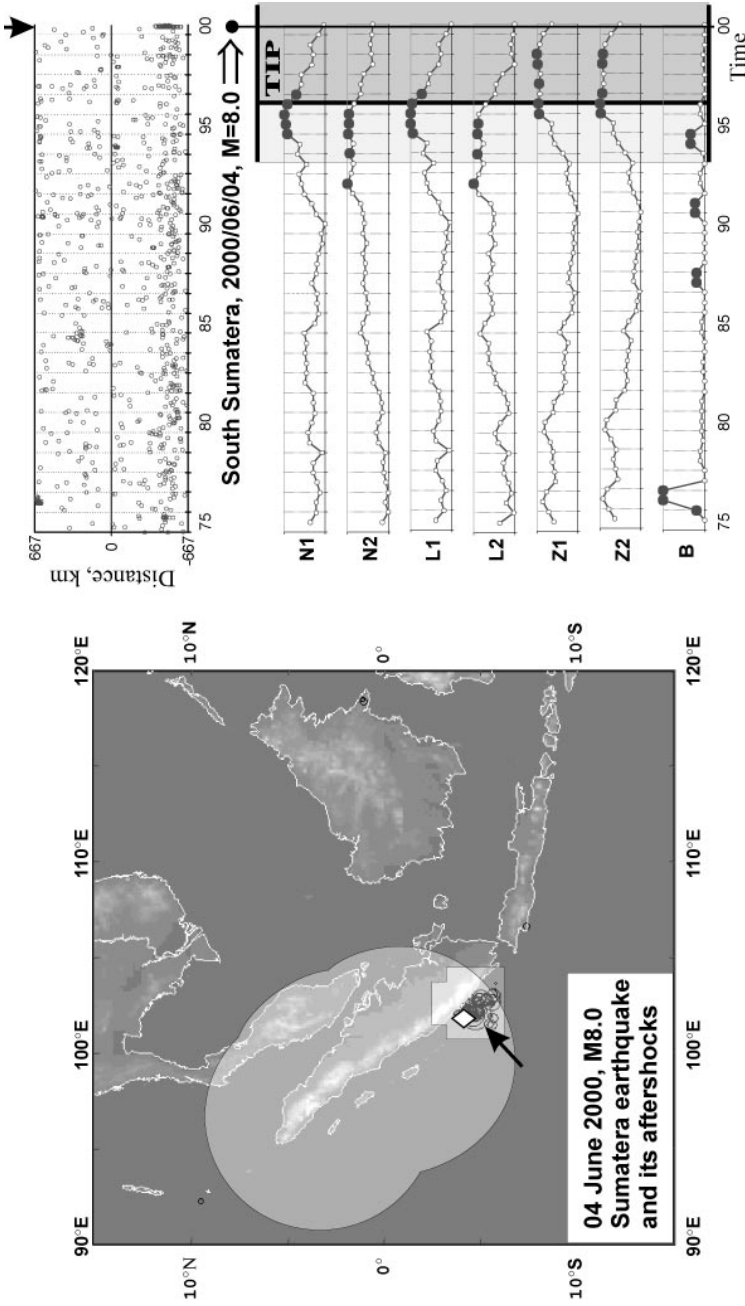 10°N
0°
10°S
90°E
100°E
110°E
120°E
90°E
100°E
110°E
120°E
10°N
0°
10°S
04 June 2000, M8.0
Sumatera earthquake
and its aftershocks
Distance, km
667
0
-667
75
80
85
90
95
00
South Sumatera, 2000/06/04, M=8.0
TIP
N1
N2
L1
L2
Z1
Z2
B
75
80
85
90
95
00
Time